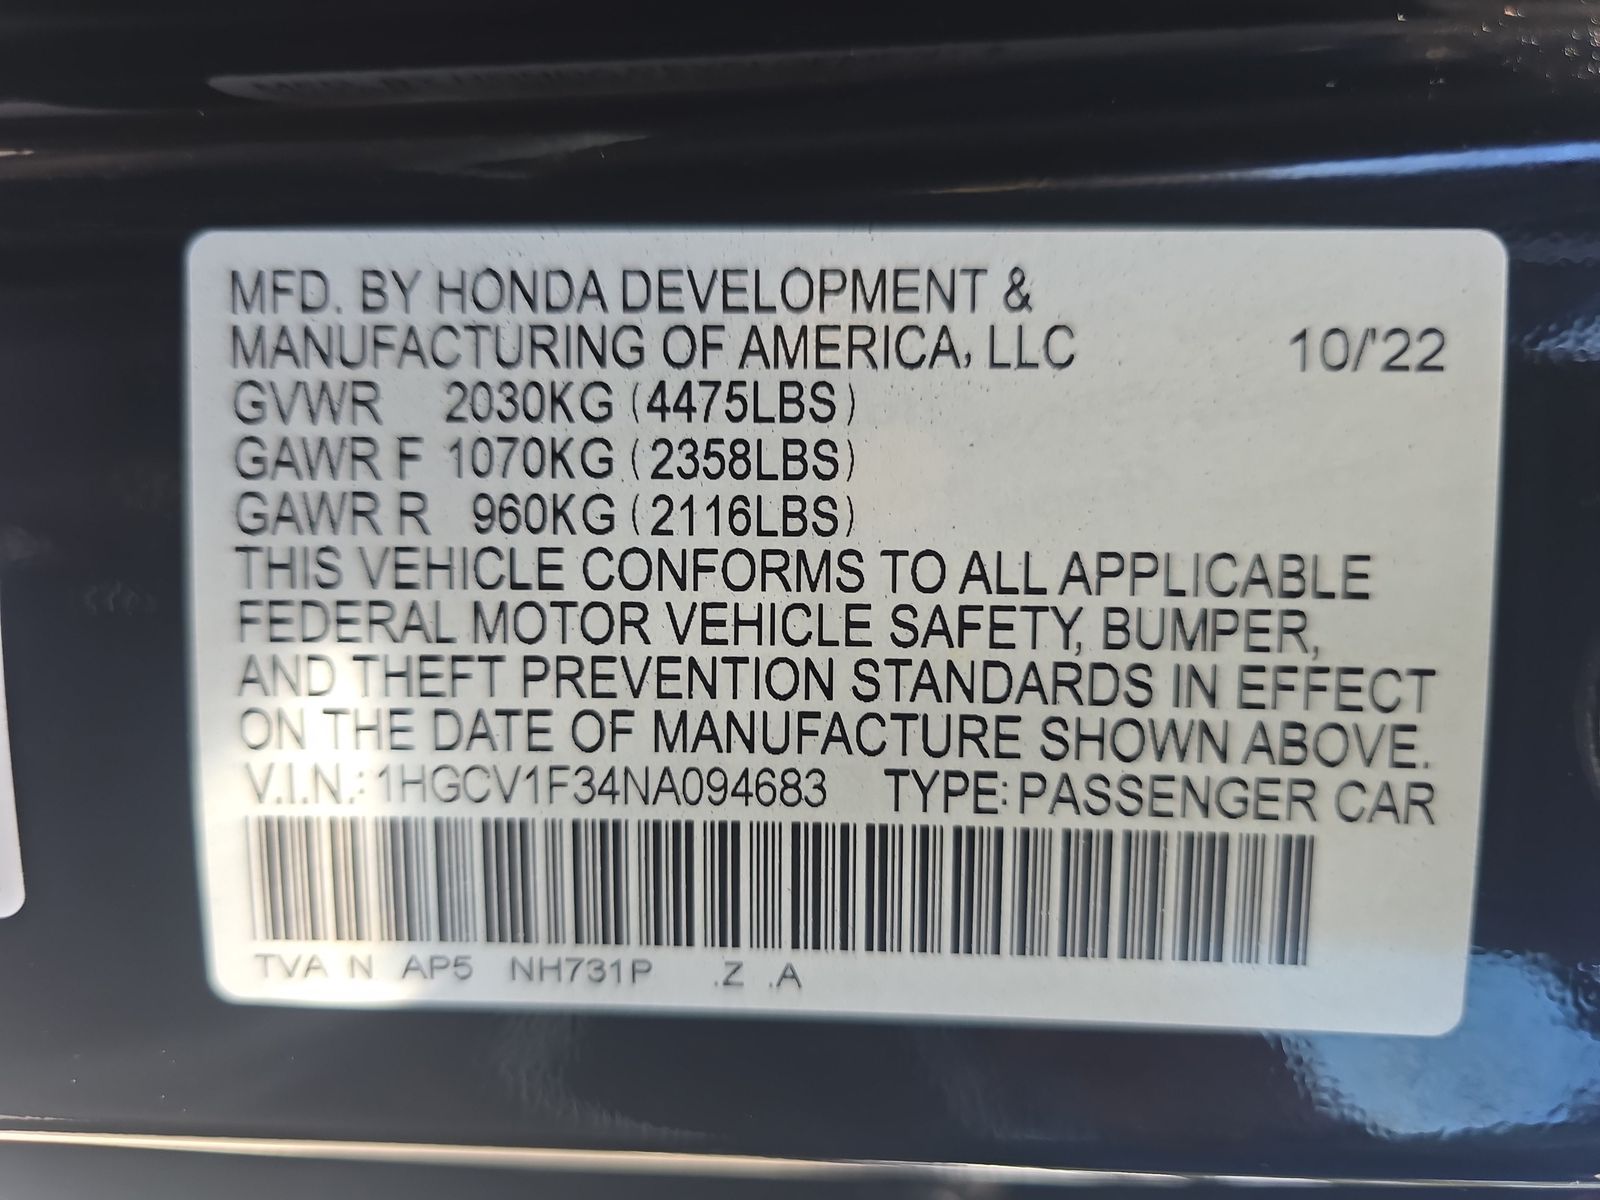 MFD. BY HONDA DEVELOPMENT &
MANUFACTURING OF AMERICA, LLC 10/'22
GVWR 2030KG (4475LBS)
GAWR F 1070KG (2358LBS)
GAWR R 960KG (2116LBS)
THIS VEHICLE CONFORMS TO ALL APPLICABLE
FEDERAL MOTOR VEHICLE SAFETY, BUMPER,
AND THEFT PREVENTION STANDARDS IN EFFECT
ON THE DATE OF MANUFACTURE SHOWN ABOVE.
V.I.N.: 1HGCV1F34NA094683 TYPE: PASSENGER CAR
TVA N AP5 NH731P .Z .A